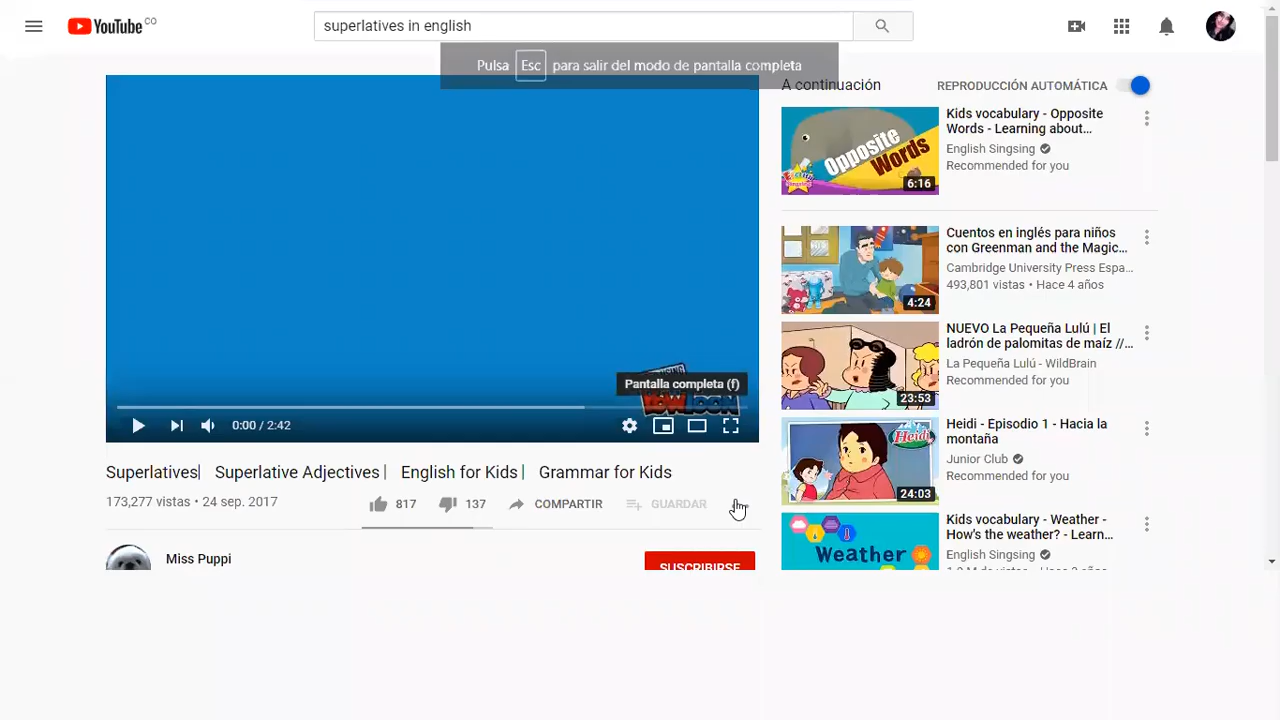 YouTube CO
superlatives in english
Pulsa Esc para salir del modo de pantalla completa
A continuación
REPRODUCCIÓN AUTOMÁTICA
Opposite
Words
6:16
Kids vocabulary - Opposite
Words - Learning about...
English Singsing
Recommended for you
4:24
Cuentos en inglés para niños
con Greenman and the Magic...
Cambridge University Press Espa...
493,801 vistas • Hace 4 años
23:53
NUEVO La Pequeña Lulú | El
ladrón de palomitas de maíz //...
La Pequeña Lulú - WildBrain
Recommended for you
Heidi
24:03
Heidi - Episodio 1 - Hacia la
montaña
Junior Club
Recommended for you
Weather
Kids vocabulary - Weather -
How's the weather? - Learn...
English Singsing
Pantalla completa (f)
0:00 / 2:42
Superlatives| Superlative Adjectives | English for Kids | Grammar for Kids
173,277 vistas • 24 sep. 2017
817
137
COMPARTIR
GUARDAR
Miss Puppi
SUSCRIBIRSE